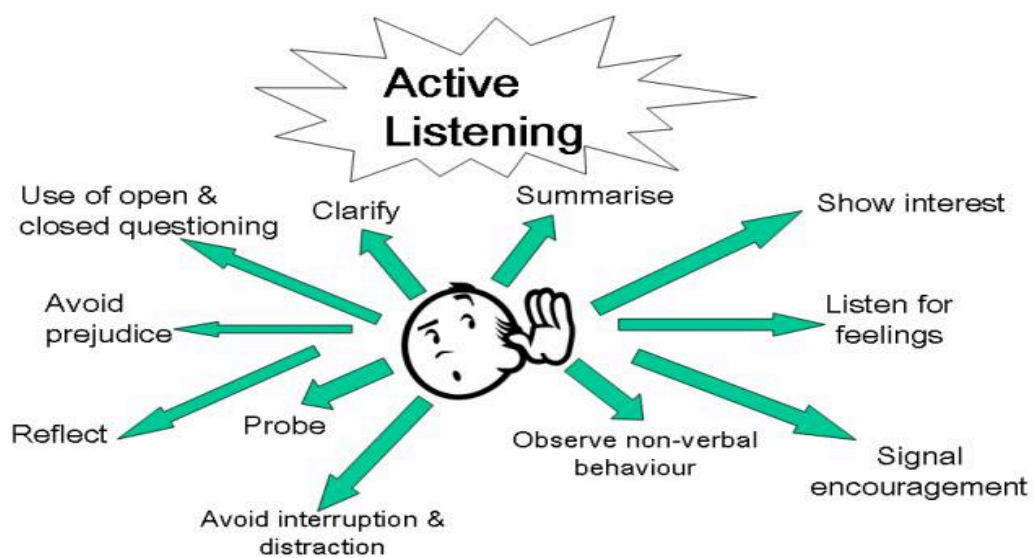 Active
Listening
Use of open &
closed questioning
Clarify
Summarise
Show interest
Avoid
prejudice
Listen for
feelings
Reflect
Probe
Observe non-verbal
behaviour
Signal
encouragement
Avoid interruption &
distraction